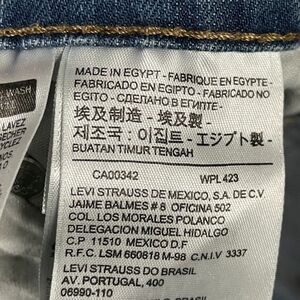 WASH
LAVEZ
MADE IN EGYPT - FABRIQUE EN EGYPTE -
FABRICADO EN EGIPTO - FABRICADO NO
EGITO - СДЕЛАНО В ЕГИПТЕ -
埃及制造 - 埃及製 -
제조국 : 이집트 - エジプト製 -
BUATAN TIMUR TENGAH
CA00342 WPL 423
LEVI STRAUSS DE MEXICO, S.A. DE C.V.
JAIME BALMES # 8 OFICINA 502
COL. LOS MORALES POLANCO
DELEGACION MIGUEL HIDALGO
C.P 11510 MEXICO D.F
R.F.C. LSM 660618 M-98 C.N.I.V 3337
LEVI STRAUSS DO BRASIL
AV. PORTUGAL, 400
06990-110